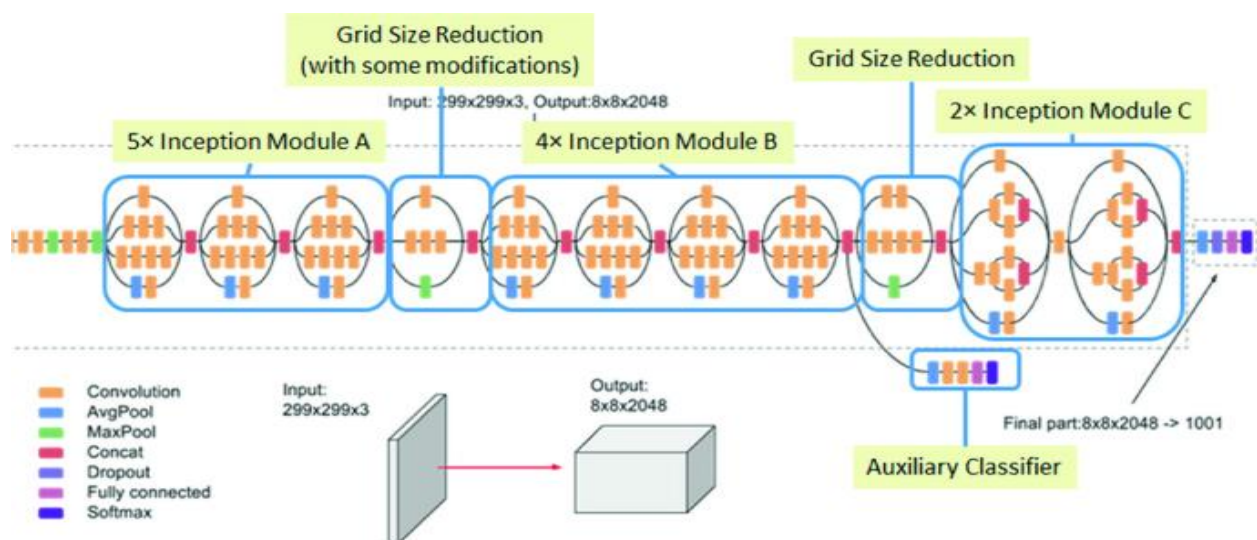 Grid Size Reduction
(with some modifications)
Grid Size Reduction
Input: 299x299x3, Output:8x8x2048
2× Inception Module C
5× Inception Module A
4× Inception Module B
Convolution
AvgPool
MaxPool
Concat
Dropout
Fully connected
Softmax
Input:
299x299x3
Output:
8x8x2048
Final part:8x8x2048 -> 1001
Auxiliary Classifier